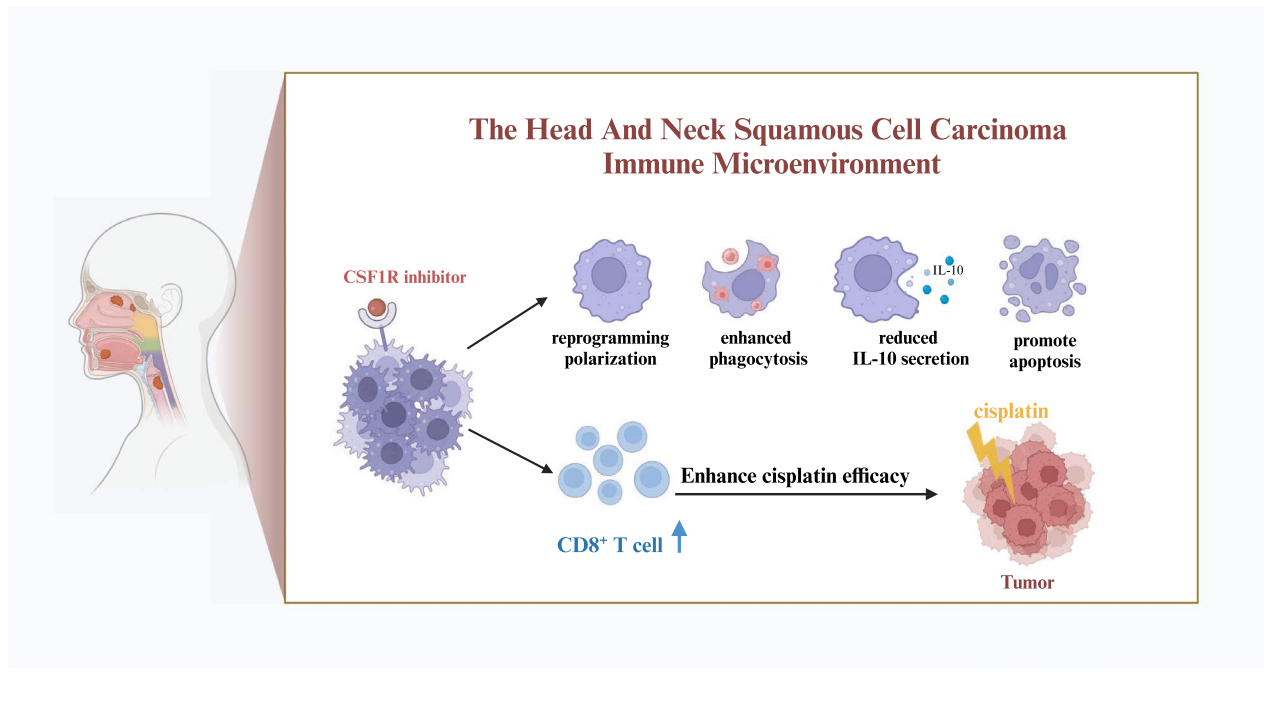 The Head And Neck Squamous Cell Carcinoma
Immune Microenvironment
CSF1R inhibitor
IL-10
reprogramming
polarization
enhanced
phagocytosis
reduced
IL-10 secretion
promote
apoptosis
cisplatin
Enhance cisplatin efficacy
CD8⁺ T cell
Tumor